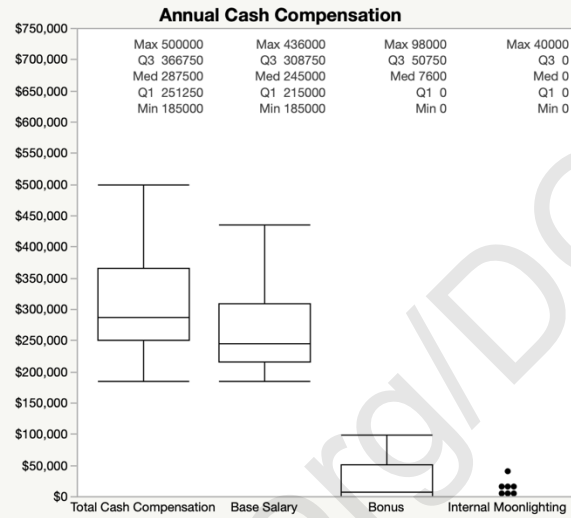 Annual Cash Compensation
$750,000
$700,000
$650,000
$600,000
$550,000
$500,000
$450,000
$400,000
$350,000
$300,000
$250,000
$200,000
$150,000
$100,000
$50,000
$0
Max 500000
Q3 366750
Med 287500
Q1 251250
Min 185000
Max 436000
Q3 308750
Med 245000
Q1 215000
Min 185000
Max 98000
Q3 50750
Med 7600
Q1 0
Min 0
Max 40000
Q3 0
Med 0
Q1 0
Min 0
Total Cash Compensation
Base Salary
Bonus
Internal Moonlighting
org/DO